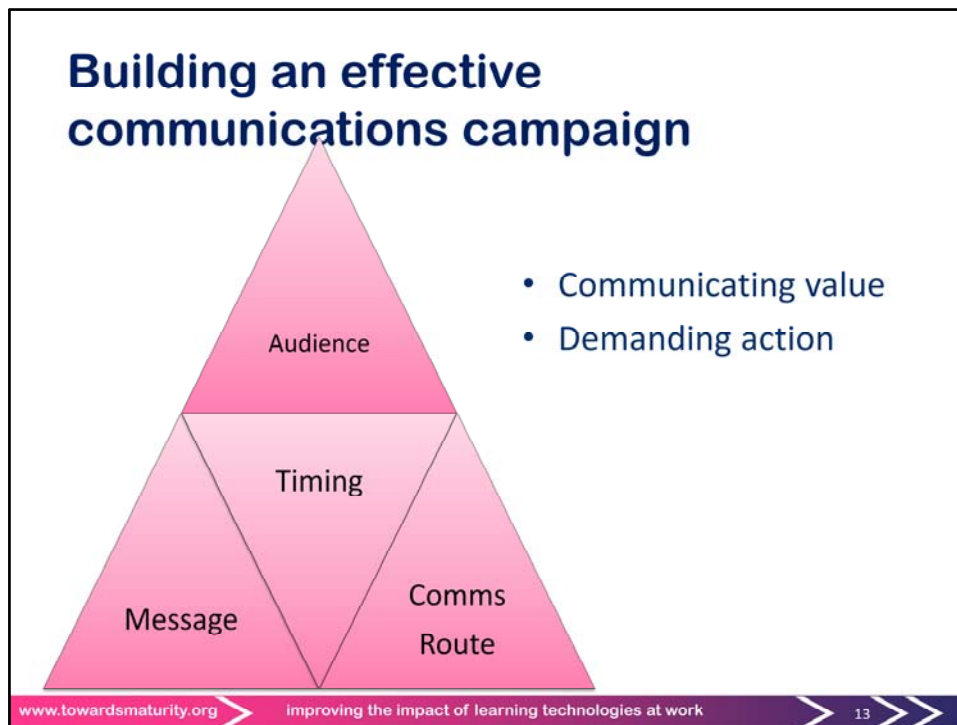 Building an effective
communications campaign
Audience
• Communicating value
• Demanding action
Timing
Message
Comms
Route
www.towardsmaturity.org
improving the impact of learning technologies at work
13